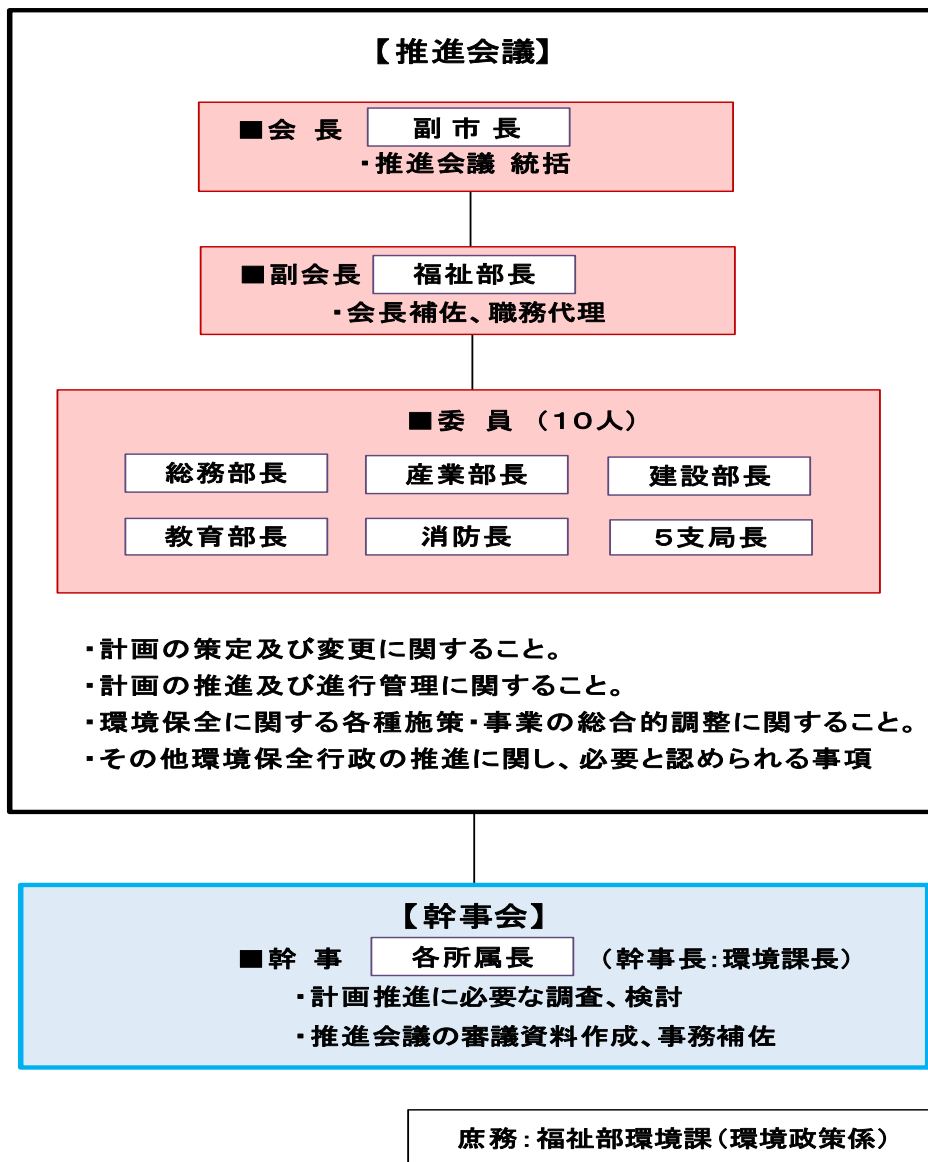 【推進会議】
■会 長 副 市 長
・推進会議 統括
■副会長 福祉部長
・会長補佐、職務代理
■委 員 （10人）
総務部長 産業部長 建設部長
教育部長 消防長 5支局長
・計画の策定及び変更に関すること。
・計画の推進及び進行管理に関すること。
・環境保全に関する各種施策・事業の総合的調整に関すること。
・その他環境保全行政の推進に関し、必要と認められる事項
【幹事会】
■幹 事 各所属長 （幹事長：環境課長）
・計画推進に必要な調査、検討
・推進会議の審議資料作成、事務補佐
庶務：福祉部環境課（環境政策係）